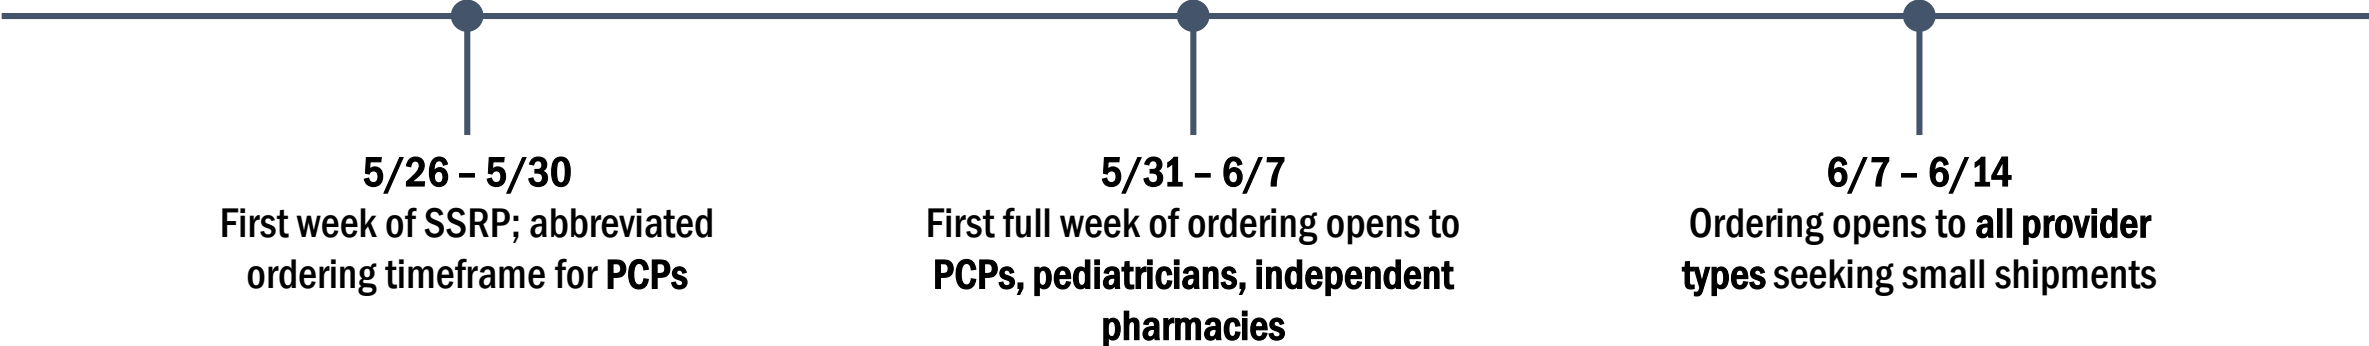 5/26 – 5/30
First week of SSRP; abbreviated
ordering timeframe for PCPs
5/31 – 6/7
First full week of ordering opens to
PCPs, pediatricians, independent
pharmacies
6/7 – 6/14
Ordering opens to all provider
types seeking small shipments